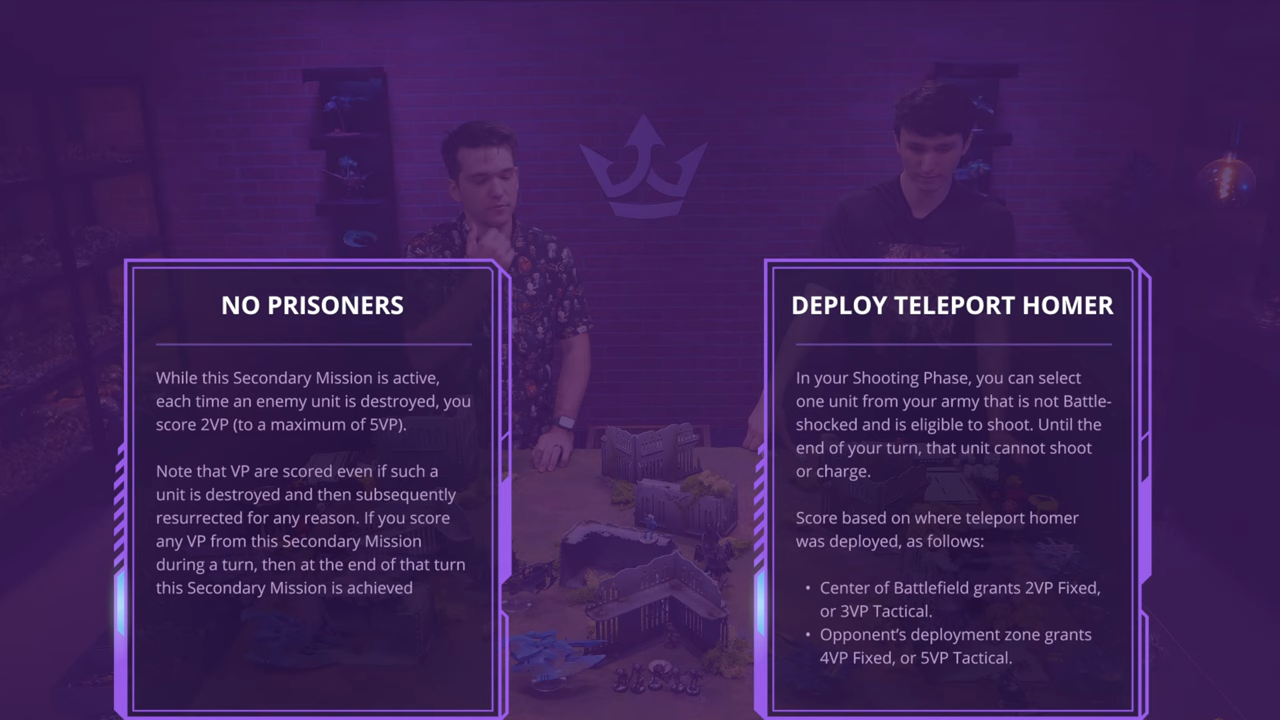 NO PRISONERS
While this Secondary Mission is active,
each time an enemy unit is destroyed, you
score 2VP (to a maximum of 5VP).
Note that VP are scored even if such a
unit is destroyed and then subsequently
resurrected for any reason. If you score
any VP from this Secondary Mission
during a turn, then at the end of that turn
this Secondary Mission is achieved
DEPLOY TELEPORT HOMER
In your Shooting Phase, you can select
one unit from your army that is not Battle-
shocked and is eligible to shoot. Until the
end of your turn, that unit cannot shoot
or charge.
Score based on where teleport homer
was deployed, as follows:
• Center of Battlefield grants 2VP Fixed,
or 3VP Tactical.
• Opponent’s deployment zone grants
4VP Fixed, or 5VP Tactical.